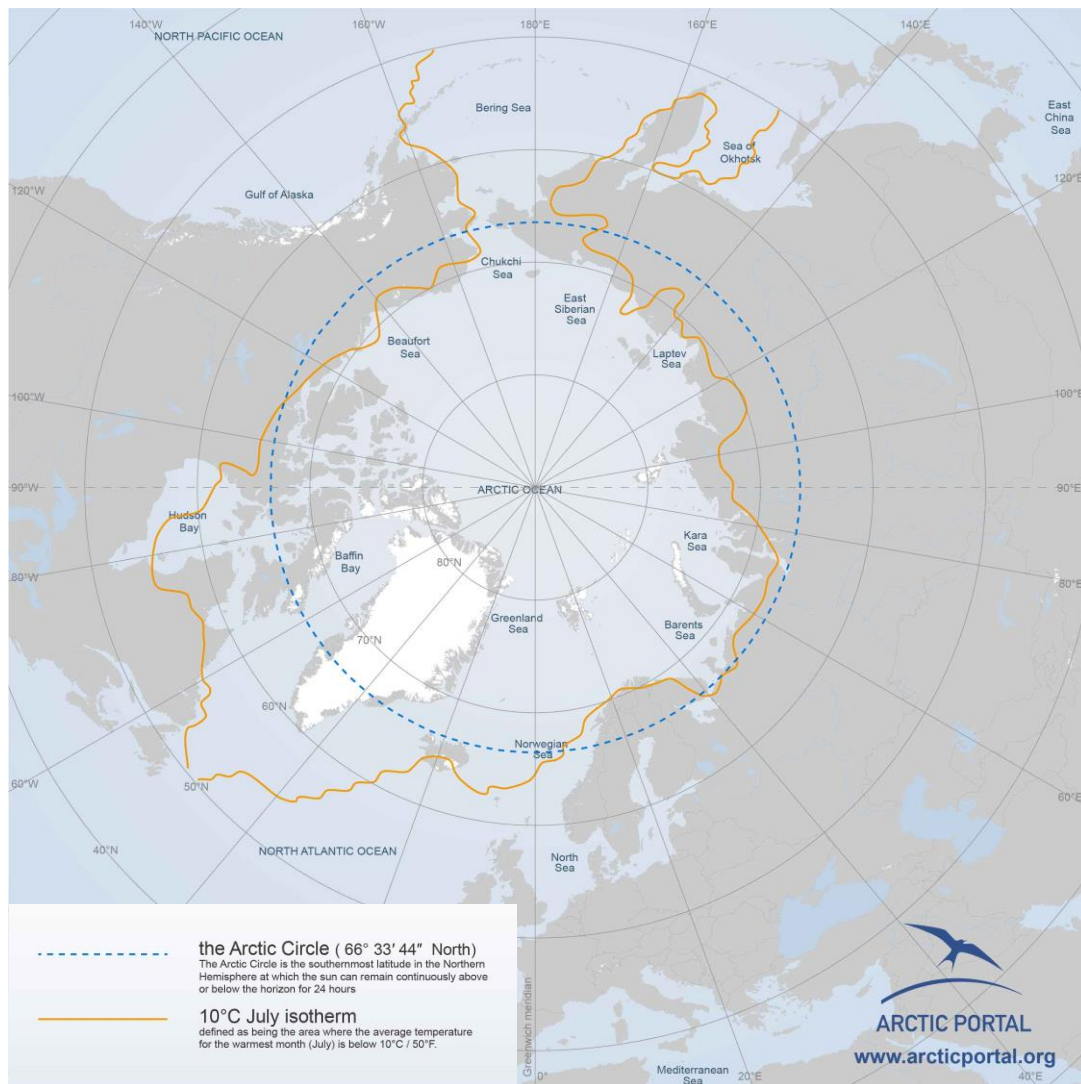 140°W
160°W
180°E
160°E
140°E
NORTH PACIFIC OCEAN
Bering Sea
East
China
Sea
Sea of
Okhotsk
120°E
120°W
Gulf of Alaska
Chukchi
Sea
East
Siberian
Sea
Beaufort
Sea
Laptev
Sea
100°W
100°E
90°W
ARCTIC OCEAN
90°E
Hudson
Bay
Kara
Sea
Baffin
Bay
80°N
80°W
80°E
Greenland
Sea
Barents
Sea
70°N
60°N
Norwegian
Sea
60°W
50°N
60°E
40°N
NORTH ATLANTIC OCEAN
North
Sea
the Arctic Circle ( 66° 33′ 44″ North)
The Arctic Circle is the southernmost latitude in the Northern
Hemisphere at which the sun can remain continuously above
or below the horizon for 24 hours
10°C July isotherm
defined as being the area where the average temperature
for the warmest month (July) is below 10°C / 50°F.
Greenwich meridian
ARCTIC PORTAL
www.arcticportal.org
0°
Mediterranean
Sea
20°E
40°E